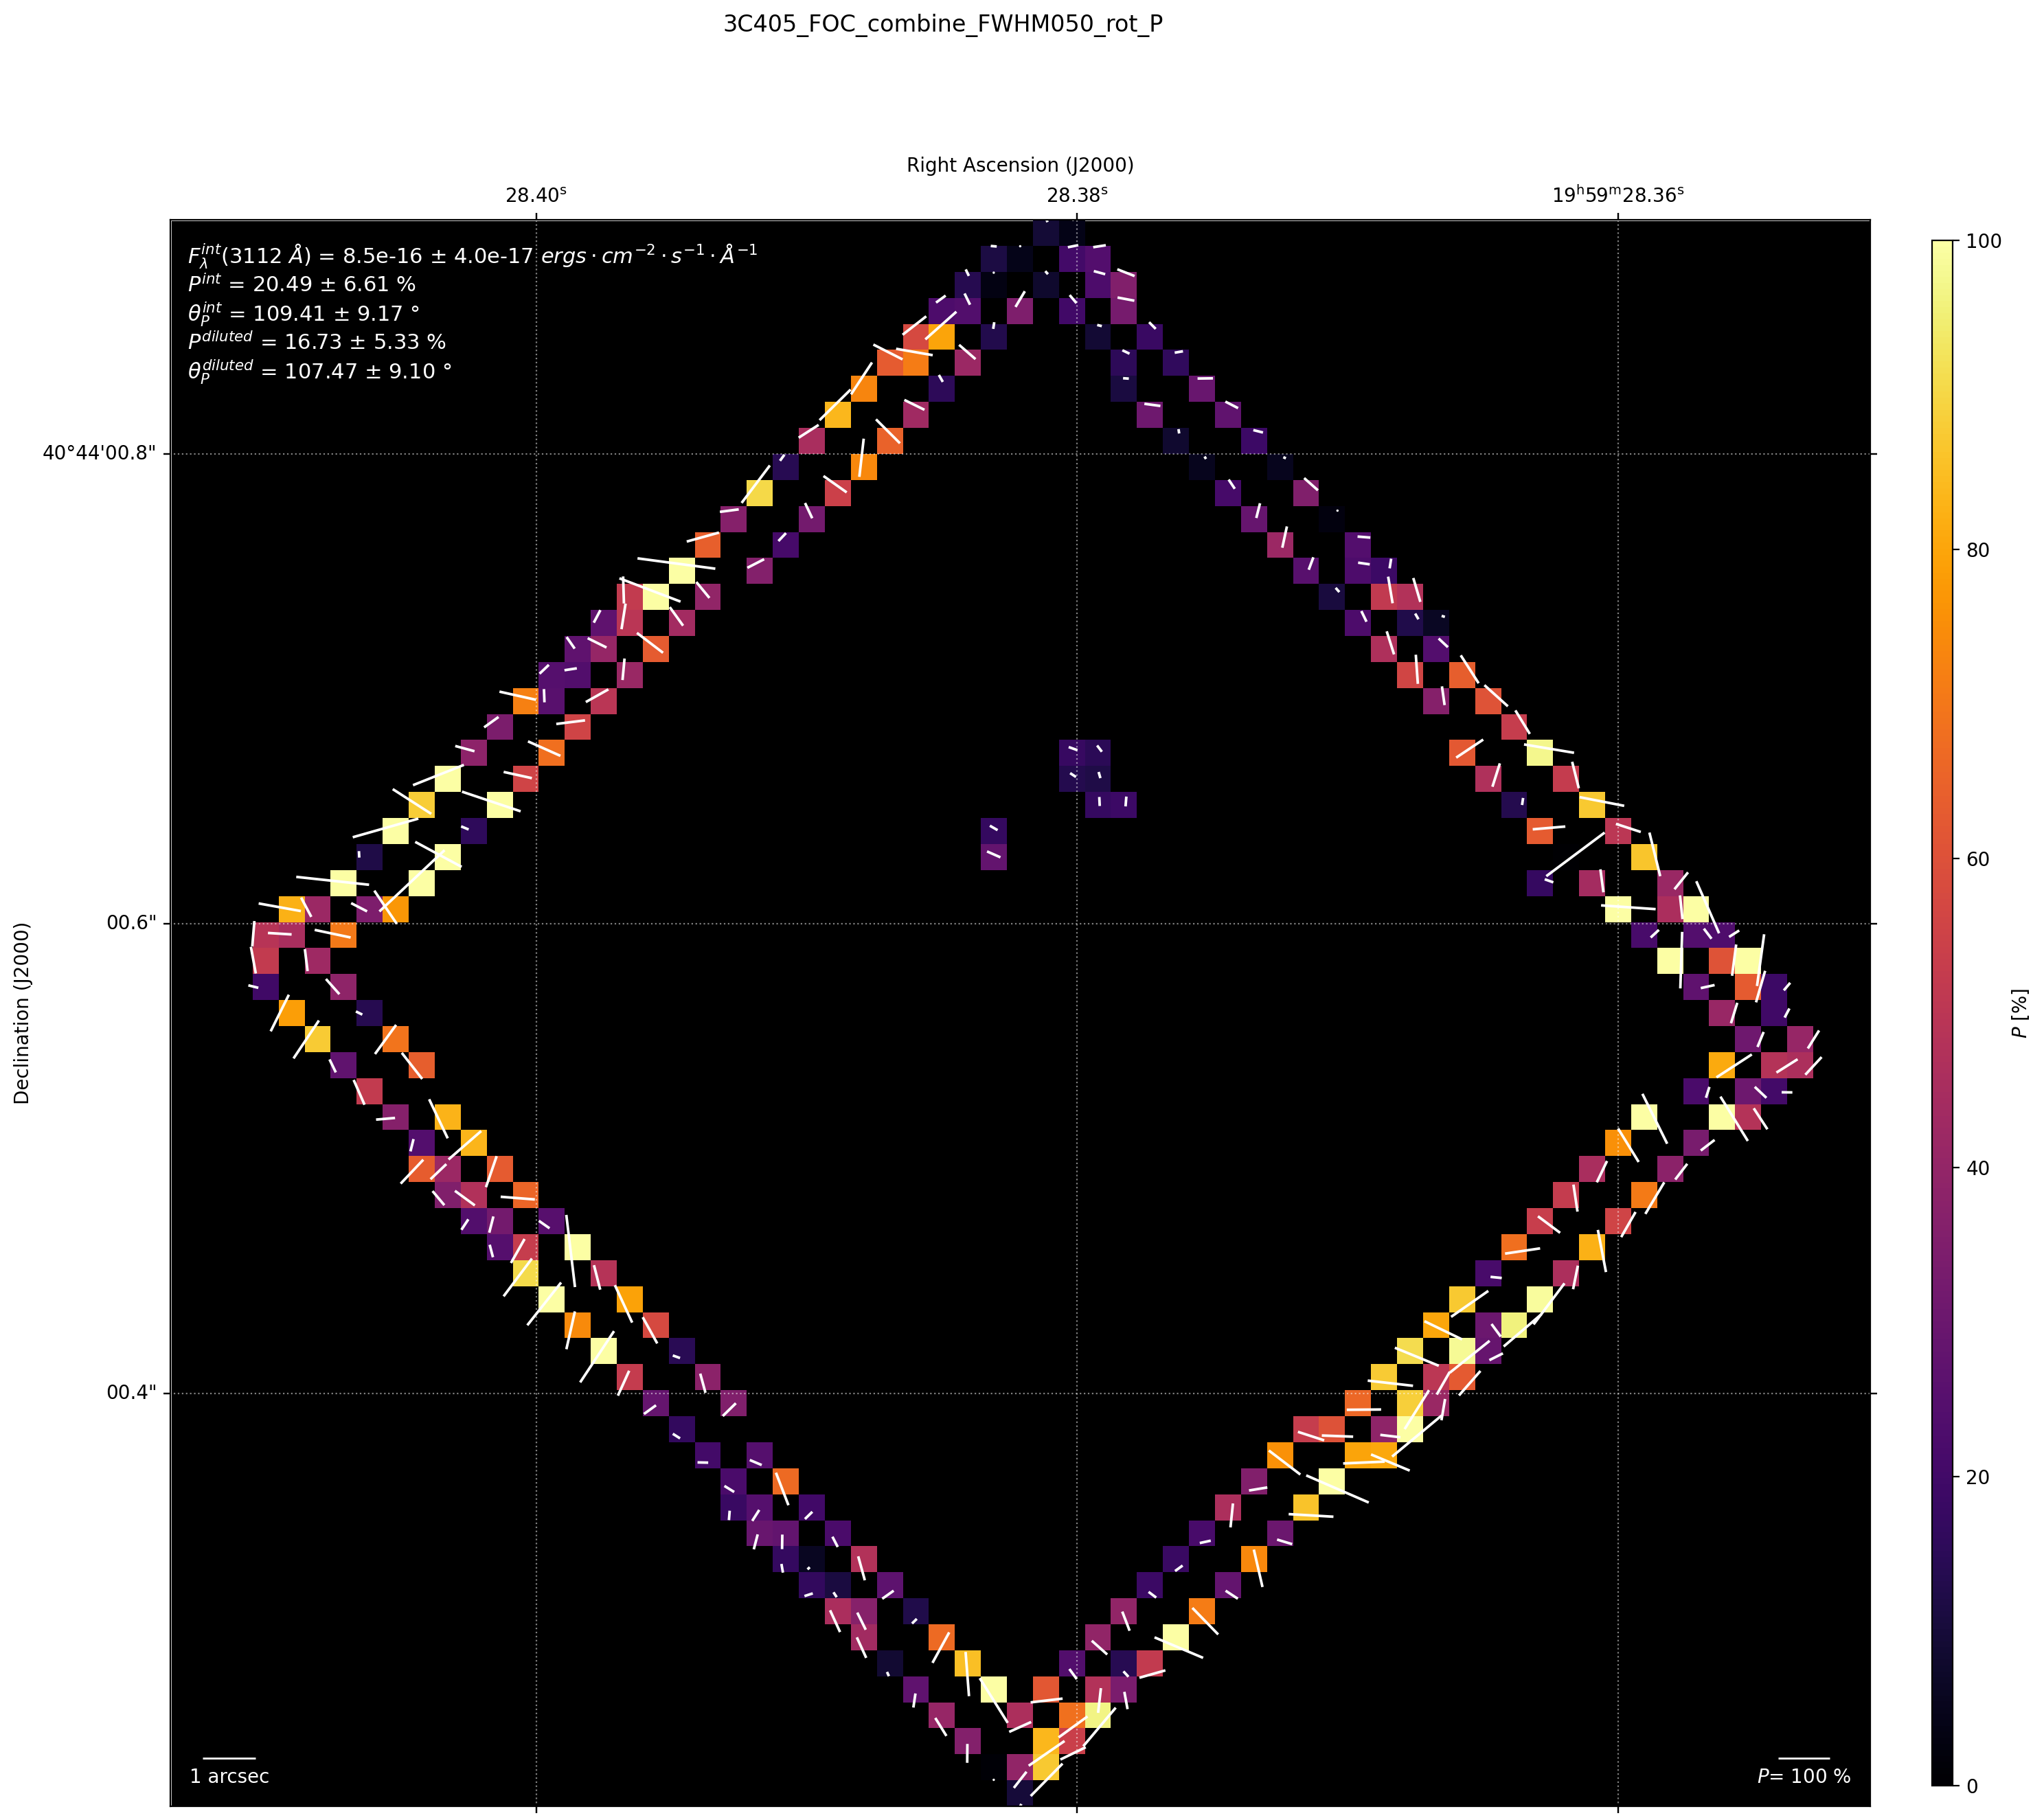 3C405_FOC_combine_FWHM050_rot_P
Right Ascension (J2000)
28.40ˢ 28.38ˢ 19ʰ59ᵐ28.36ˢ
F_λ^int(3112 Å) = 8.5e-16 ± 4.0e-17 ergs · cm⁻² · s⁻¹ · Å⁻¹
P^int = 20.49 ± 6.61 %
θ_P^int = 109.41 ± 9.17 °
P^diluted = 16.73 ± 5.33 %
θ_P^diluted = 107.47 ± 9.10 °
40°44'00.8"
00.6"
00.4"
Declination (J2000)
1 arcsec
P= 100 %
100
80
60
40
20
0
P [%]